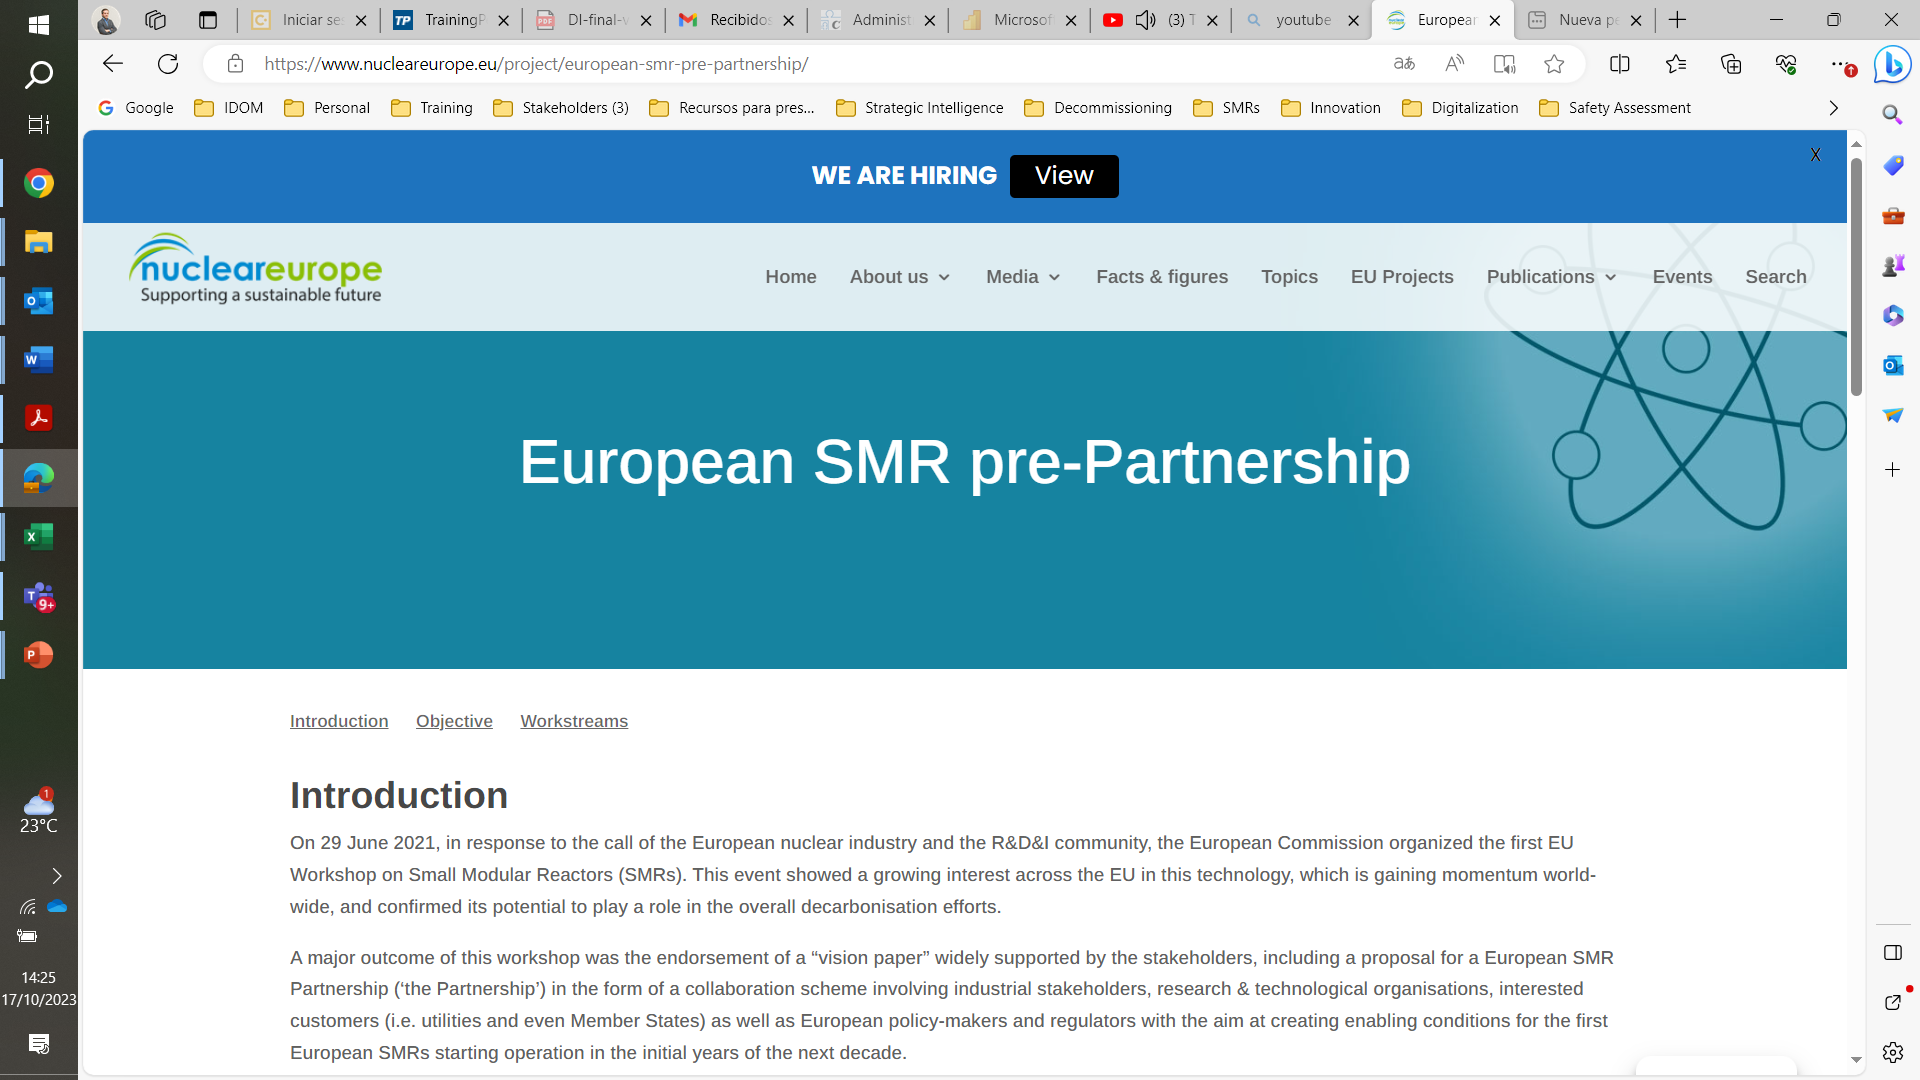 Iniciar se
TrainingP
DI-final-v
Recibidos
Administ
Microsof
(3) T
youtube
European
Nueva pe
https://www.nucleareurope.eu/project/european-smr-pre-partnership/
Google
IDOM
Personal
Training
Stakeholders (3)
Recursos para pres...
Strategic Intelligence
Decommissioning
SMRs
Innovation
Digitalization
Safety Assessment
WE ARE HIRING View X
nucleareurope
Supporting a sustainable future
Home About us Media Facts & figures Topics EU Projects Publications Events Search
European SMR pre-Partnership
Introduction Objective Workstreams
Introduction
On 29 June 2021, in response to the call of the European nuclear industry and the R&D&I community, the European Commission organized the first EU
Workshop on Small Modular Reactors (SMRs). This event showed a growing interest across the EU in this technology, which is gaining momentum world-
wide, and confirmed its potential to play a role in the overall decarbonisation efforts.
A major outcome of this workshop was the endorsement of a “vision paper” widely supported by the stakeholders, including a proposal for a European SMR
Partnership (‘the Partnership’) in the form of a collaboration scheme involving industrial stakeholders, research & technological organisations, interested
customers (i.e. utilities and even Member States) as well as European policy-makers and regulators with the aim at creating enabling conditions for the first
European SMRs starting operation in the initial years of the next decade.
9+
1
23°C
14:25
17/10/2023